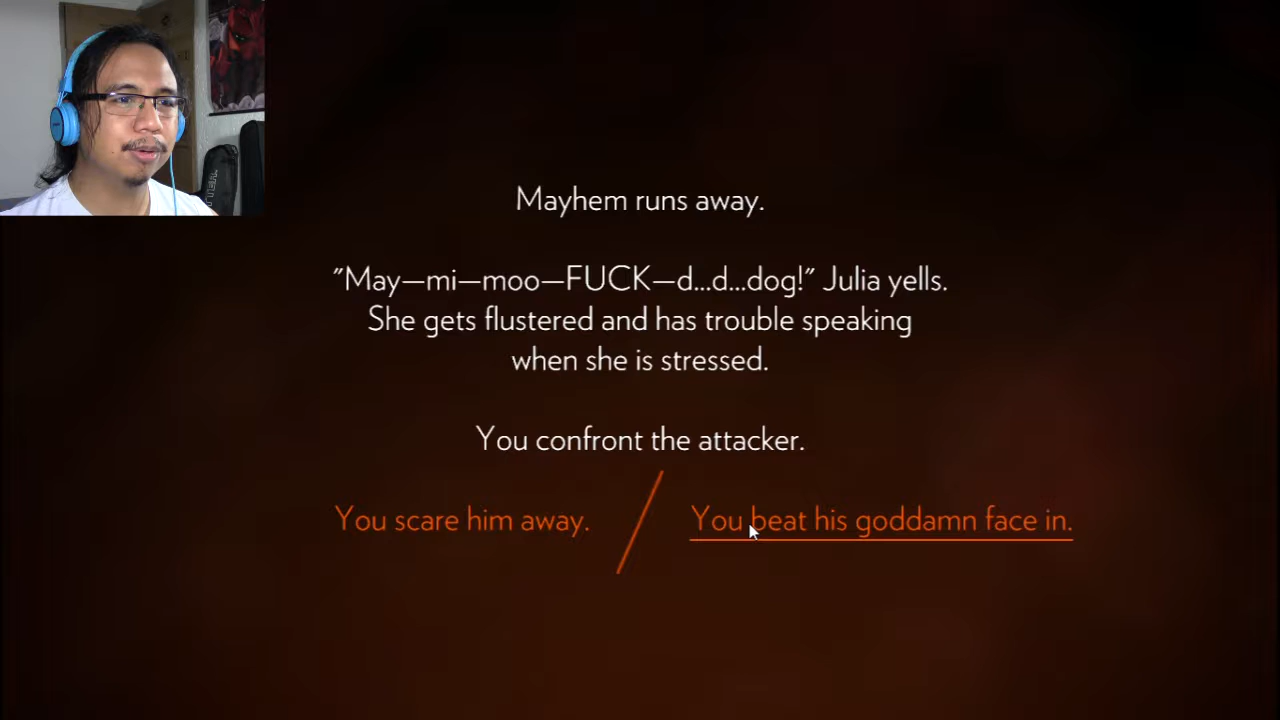 Mayhem runs away.
"May—mi—moo—FUCK—d...d...dog!" Julia yells.
She gets flustered and has trouble speaking
when she is stressed.
You confront the attacker.
You scare him away. / You beat his goddamn face in.